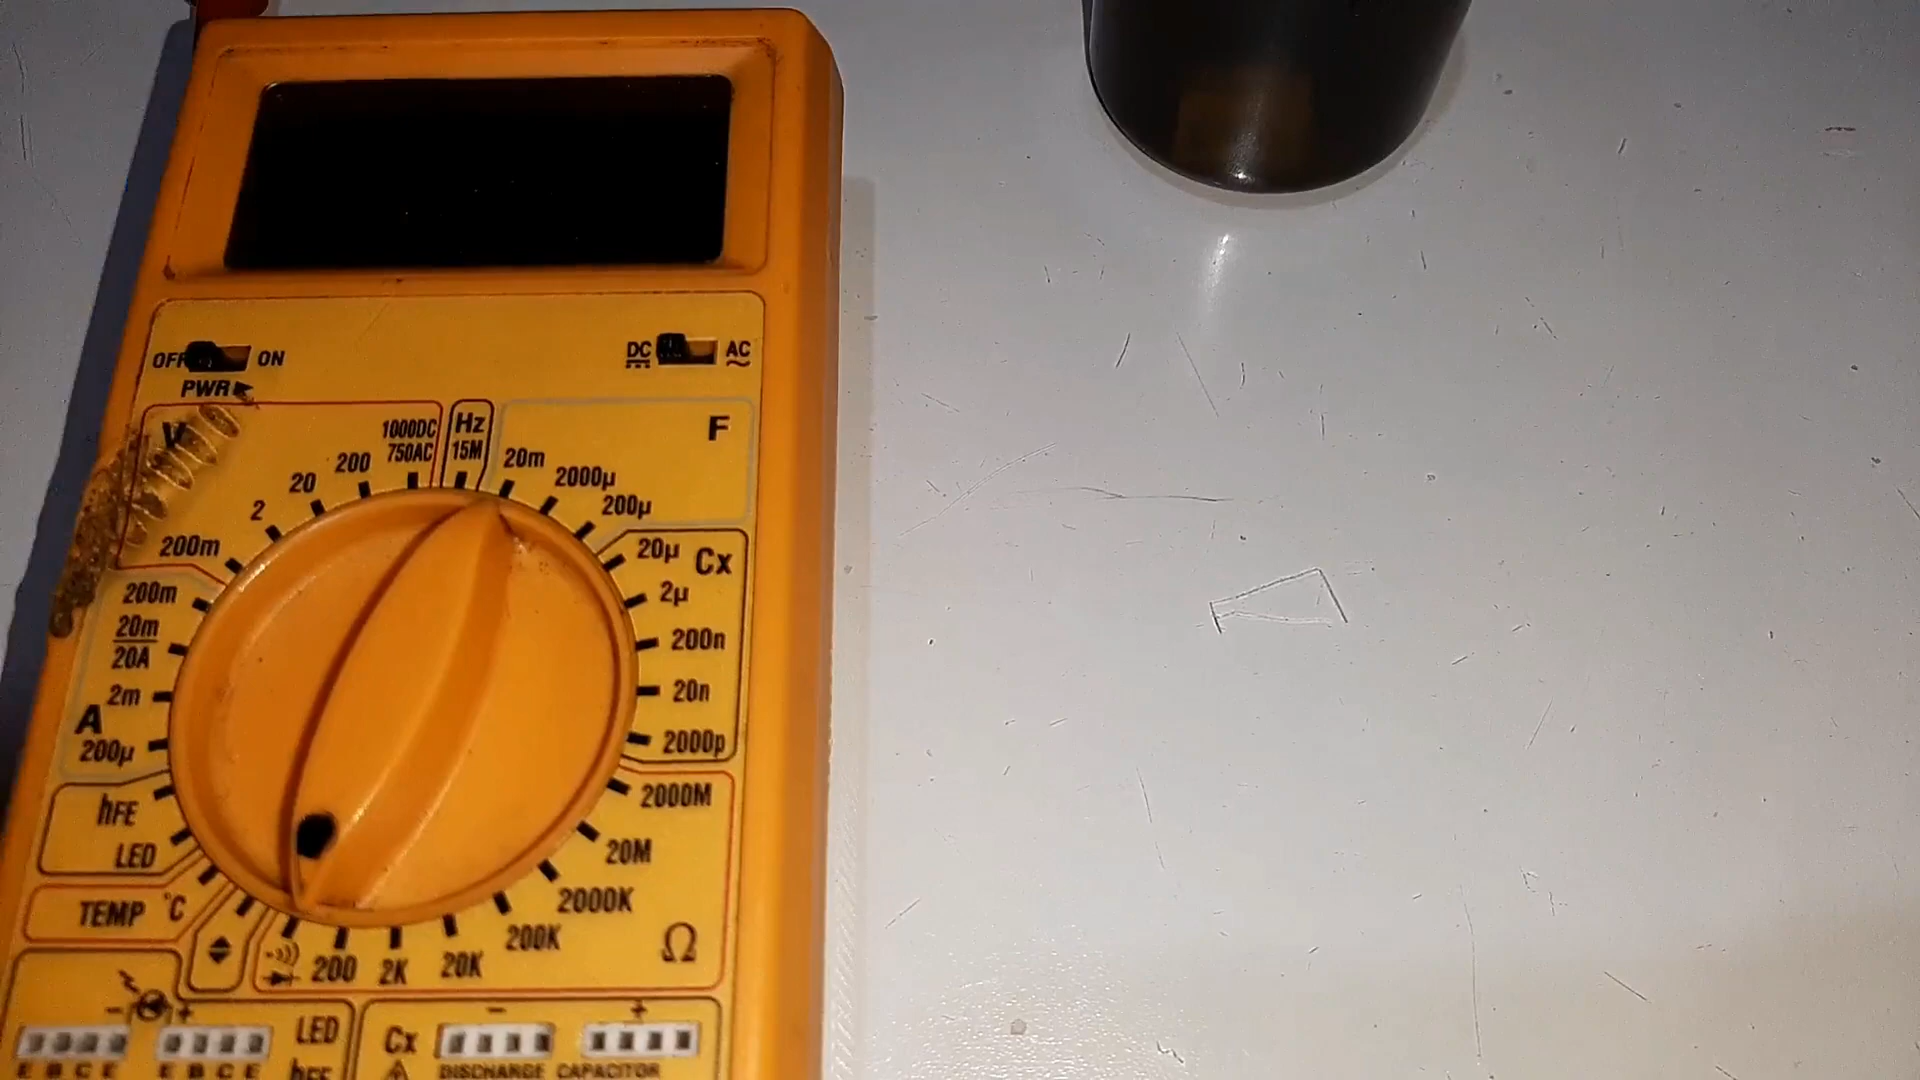 OFF ON
DC AC
PWR
V
1000DC
750AC
Hz
15M
F
200m
2
20
200
20m
2000µ
200µ
20µ
Cx
2µ
200n
20n
2000p
200m
20m
20A
2m
A
200µ
hFE
LED
TEMP °C
2000M
20M
2000K
200K
20K
2K
200
Ω
- +
LED
hFE
E B C E
E B C E
Cx
- +
DISCHARGE CAPACITOR